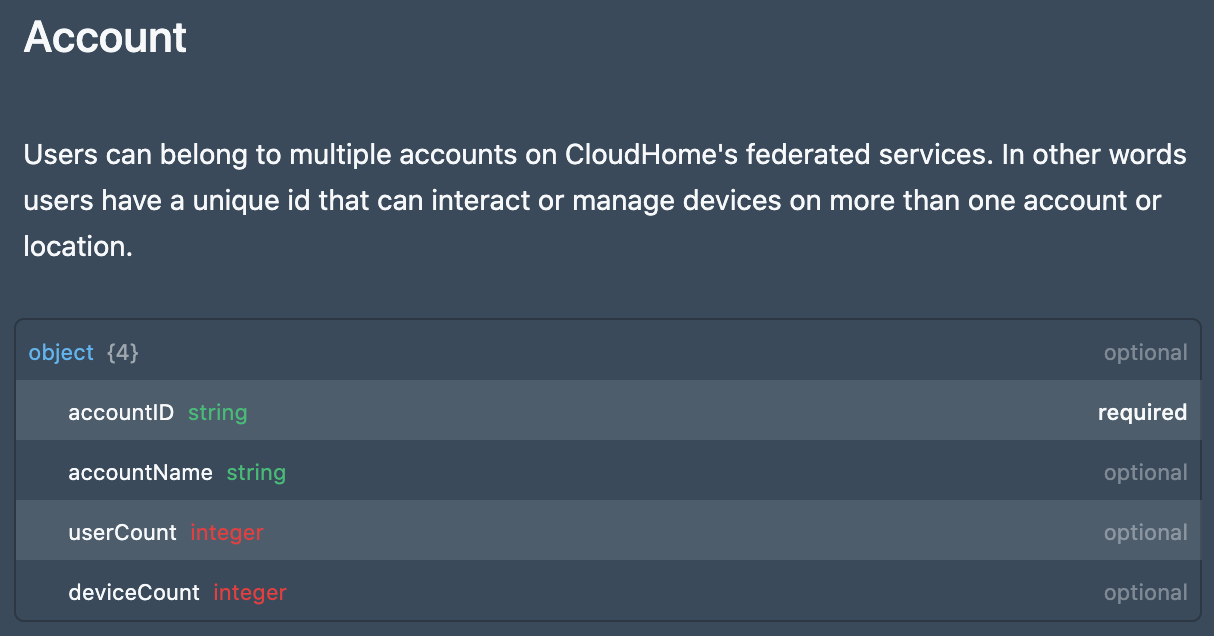 Account
Users can belong to multiple accounts on CloudHome's federated services. In other words
users have a unique id that can interact or manage devices on more than one account or
location.
object {4} optional
accountID string required
accountName string optional
userCount integer optional
deviceCount integer optional